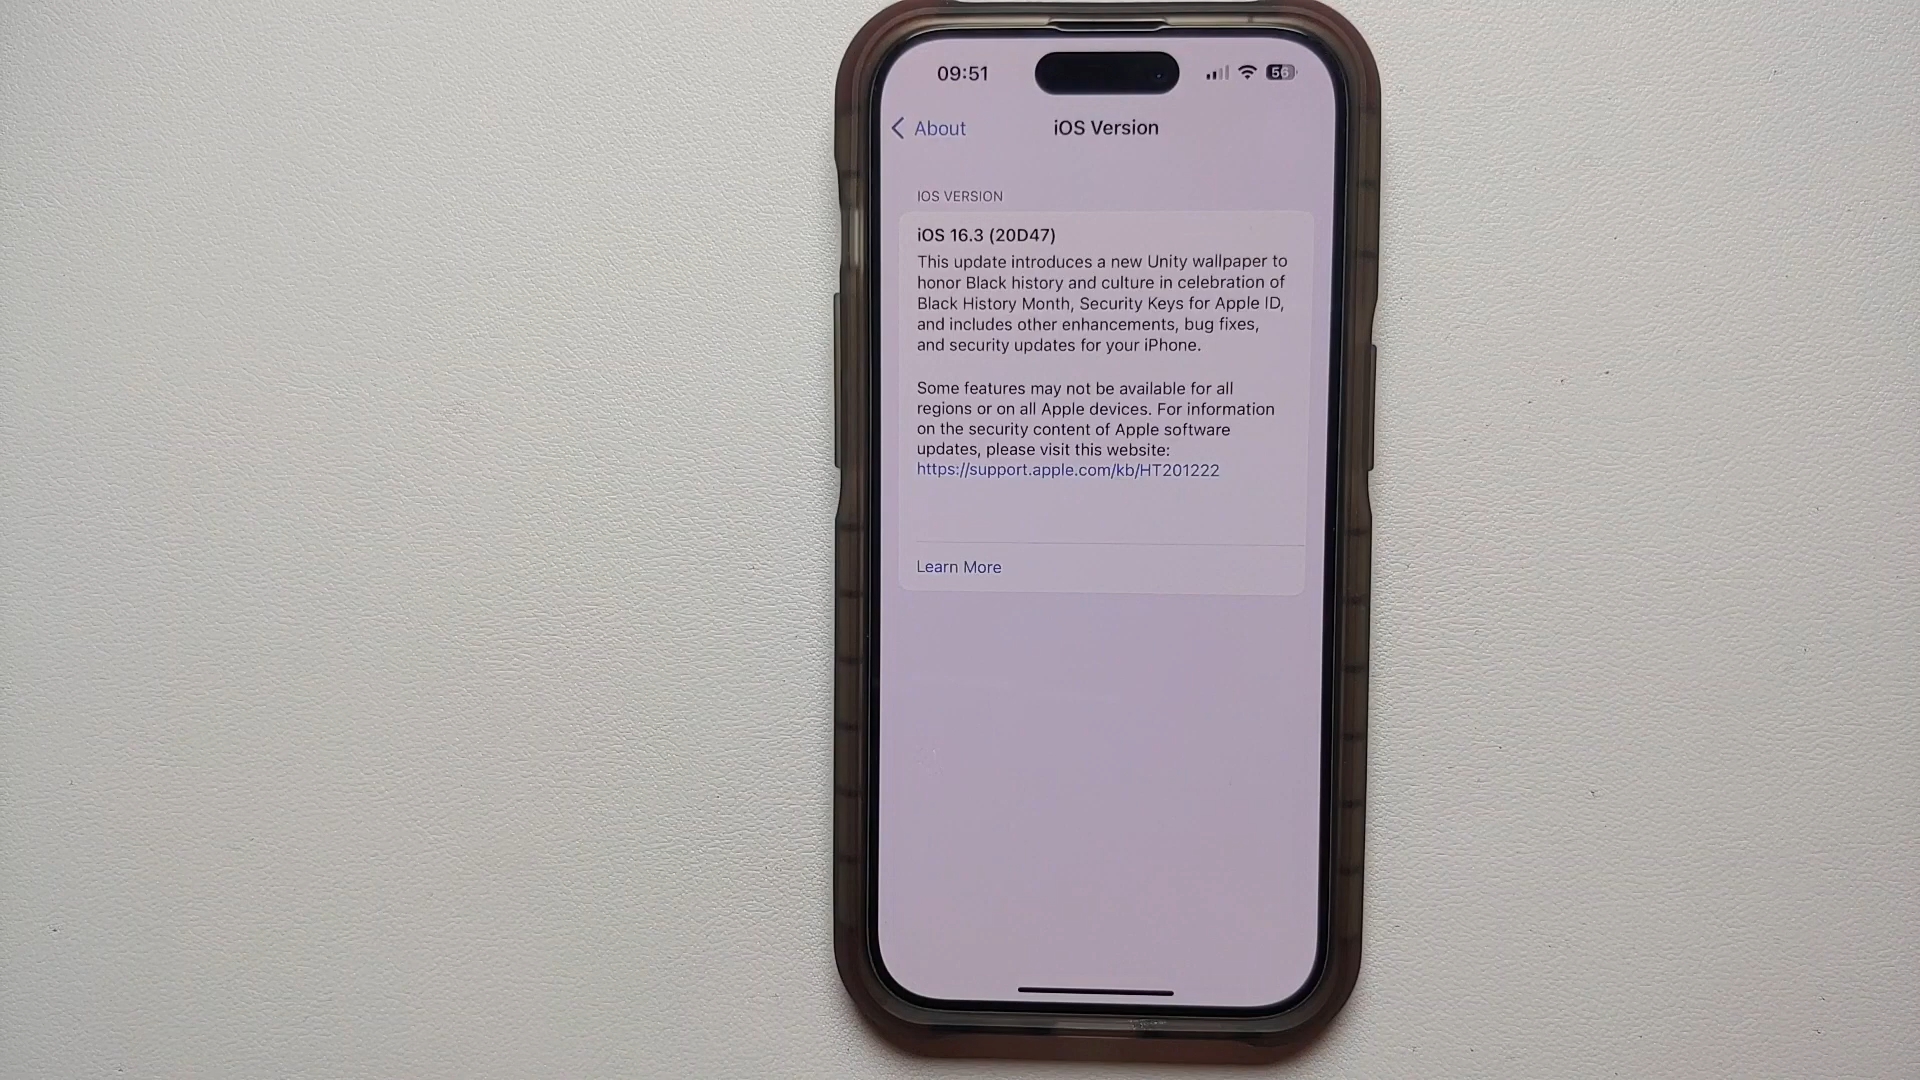 09:51
56
About
iOS Version
IOS VERSION
iOS 16.3 (20D47)
This update introduces a new Unity wallpaper to
honor Black history and culture in celebration of
Black History Month, Security Keys for Apple ID,
and includes other enhancements, bug fixes,
and security updates for your iPhone.
Some features may not be available for all
regions or on all Apple devices. For information
on the security content of Apple software
updates, please visit this website:
https://support.apple.com/kb/HT201222
Learn More